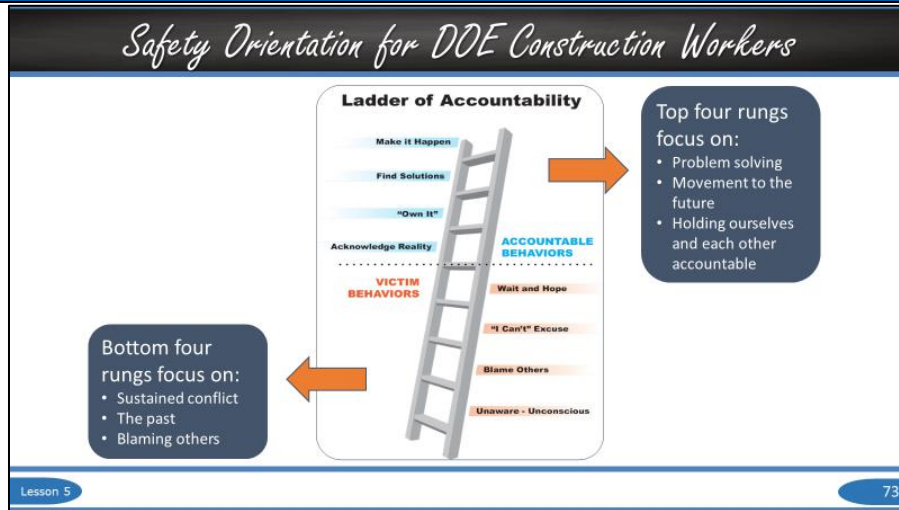 Safety Orientation for DOE Construction Workers
Ladder of Accountability
Make it Happen
Find Solutions
"Own It"
Acknowledge Reality
ACCOUNTABLE
BEHAVIORS
VICTIM
BEHAVIORS
Wait and Hope
"I Can't" Excuse
Blame Others
Unaware - Unconscious
Top four rungs
focus on:
• Problem solving
• Movement to the
future
• Holding ourselves
and each other
accountable
Bottom four
rungs focus on:
• Sustained conflict
• The past
• Blaming others
Lesson 5
73